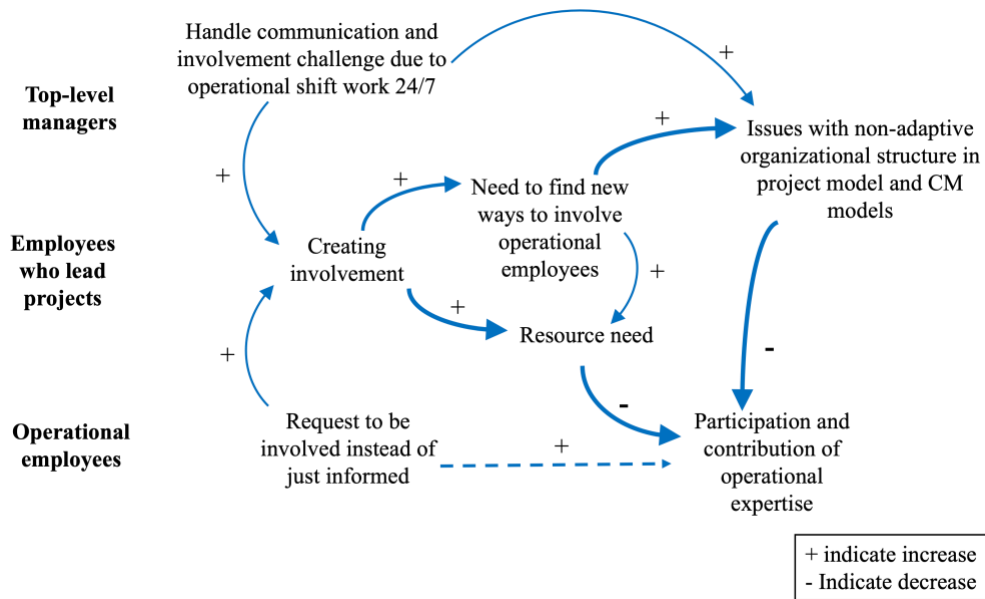 Handle communication and
involvement challenge due to
operational shift work 24/7
+
Top-level
managers
+
Issues with non-adaptive
organizational structure in
project model and CM
models
+
+
Need to find new
ways to involve
operational
employees
Employees
who lead
projects
Creating
involvement
+
+
Resource need
+
-
-
Operational
employees
Request to be
involved instead of
just informed
+
Participation and
contribution of
operational
expertise
+ indicate increase
- Indicate decrease